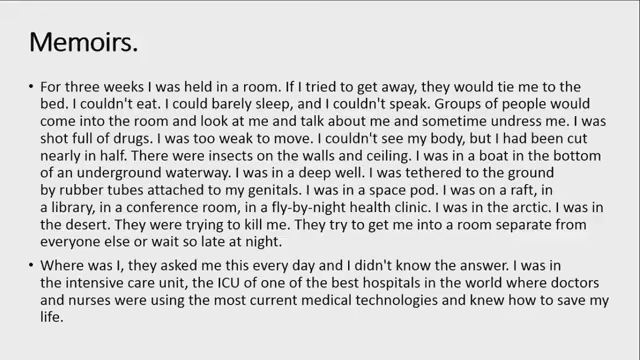 Memoirs.
• For three weeks I was held in a room. If I tried to get away, they would tie me to the
bed. I couldn't eat. I could barely sleep, and I couldn't speak. Groups of people would
come into the room and look at me and talk about me and sometime undress me. I was
shot full of drugs. I was too weak to move. I couldn't see my body, but I had been cut
nearly in half. There were insects on the walls and ceiling. I was in a boat in the bottom
of an underground waterway. I was in a deep well. I was tethered to the ground
by rubber tubes attached to my genitals. I was in a space pod. I was on a raft, in
a library, in a conference room, in a fly-by-night health clinic. I was in the arctic. I was in
the desert. They were trying to kill me. They try to get me into a room separate from
everyone else or wait so late at night.
• Where was I, they asked me this every day and I didn't know the answer. I was in
the intensive care unit, the ICU of one of the best hospitals in the world where doctors
and nurses were using the most current medical technologies and knew how to save my
life.